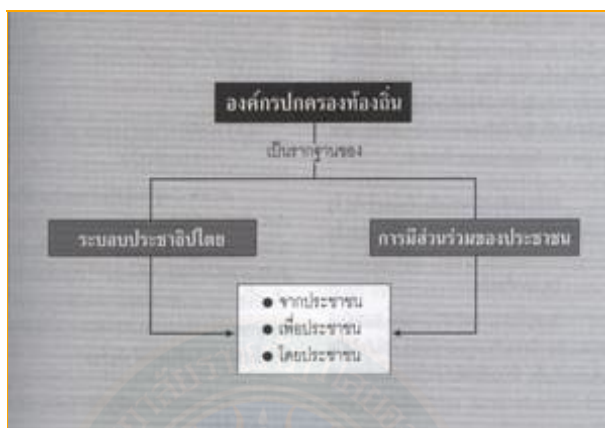 องค์กรปกครองท้องถิ่น
เป็นรากฐานของ
ระบอบประชาธิปไตย
การมีส่วนร่วมของประชาชน
● จากประชาชน
● เพื่อประชาชน
● โดยประชาชน